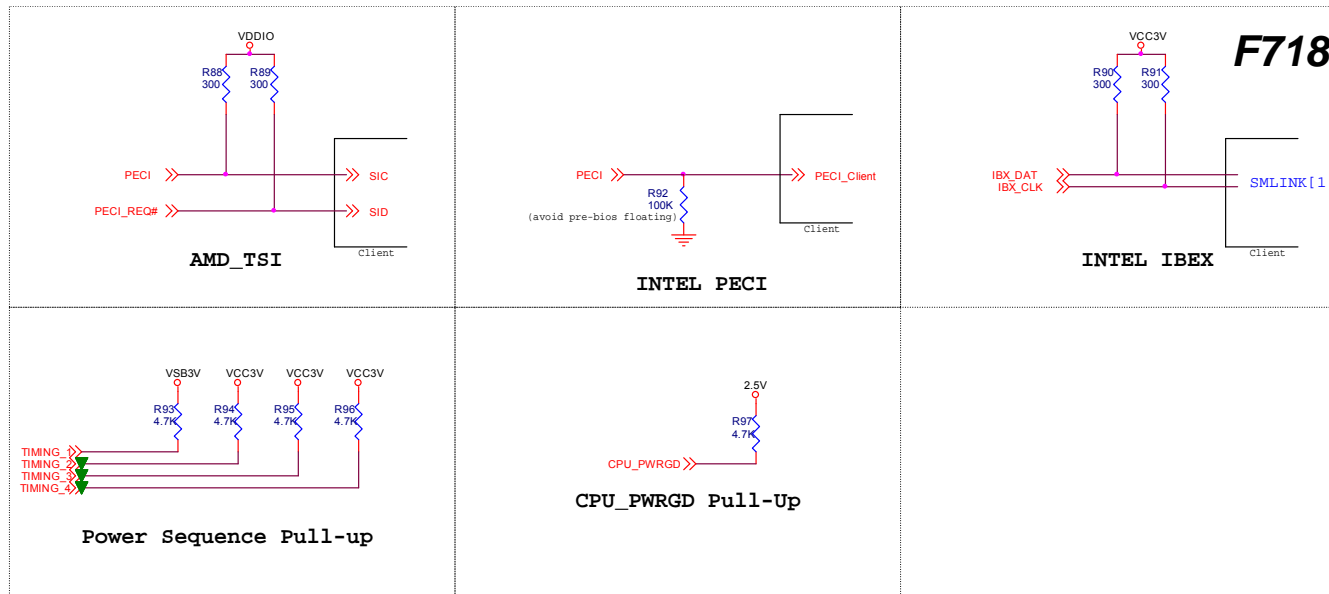 F718
VDDIO
R88
300
R89
300
PECI
SIC
PECI_REQ#
SID
Client
AMD_TSI
PECI
PECI_Client
R92
100K
(avoid pre-bios floating)
Client
INTEL PECI
VCC3V
R90
300
R91
300
IBX_DAT
IBX_CLK
SMLINK[1
Client
INTEL IBEX
VSB3V
VCC3V
VCC3V
VCC3V
R93
4.7K
R94
4.7K
R95
4.7K
R96
4.7K
TIMING_1
TIMING_2
TIMING_3
TIMING_4
Power Sequence Pull-up
2.5V
R97
4.7K
CPU_PWRGD
CPU_PWRGD Pull-Up